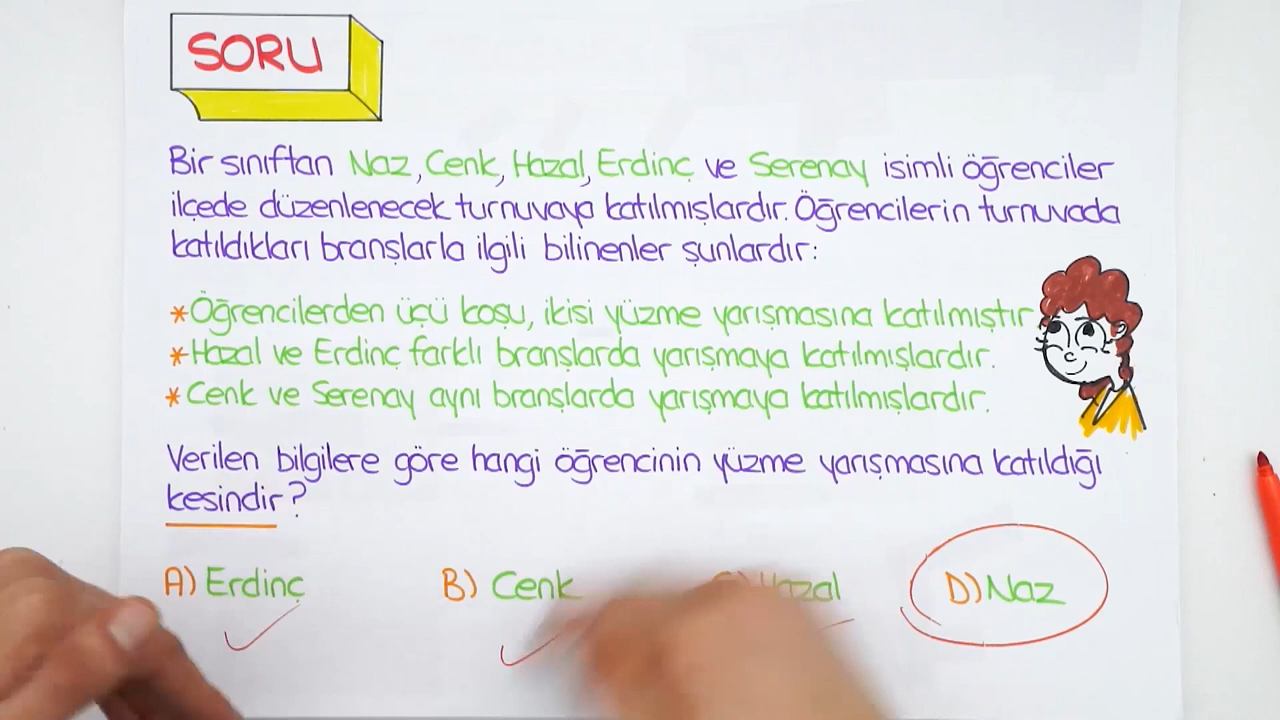 SORU
Bir sınıftan Naz, Cenk, Hazal, Erdinç ve Serenay isimli öğrenciler
ilçede düzenlenecek turnuvaya katılmışlardır. Öğrencilerin turnuvada
katıldıkları branşlarla ilgili bilinenler şunlardır:
*Öğrencilerden üçü koşu, ikisi yüzme yarışmasına katılmıştır
*Hazal ve Erdinç farklı branşlarda yarışmaya katılmışlardır.
*Cenk ve Serenay aynı branşlarda yarışmaya katılmışlardır.
Verilen bilgilere göre hangi öğrencinin yüzme yarışmasına katıldığı
kesindir?
A) Erdinç B) Cenk C) Hazal D) Naz